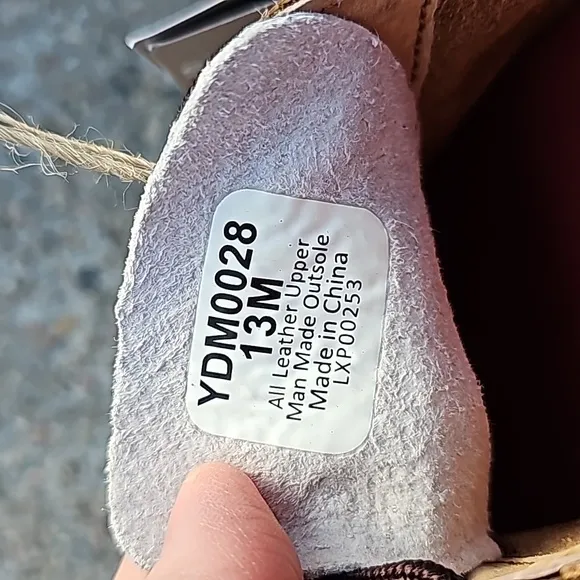 YDM0028
13M
All Leather Upper
Man Made Outsole
Made in China
LXP00253